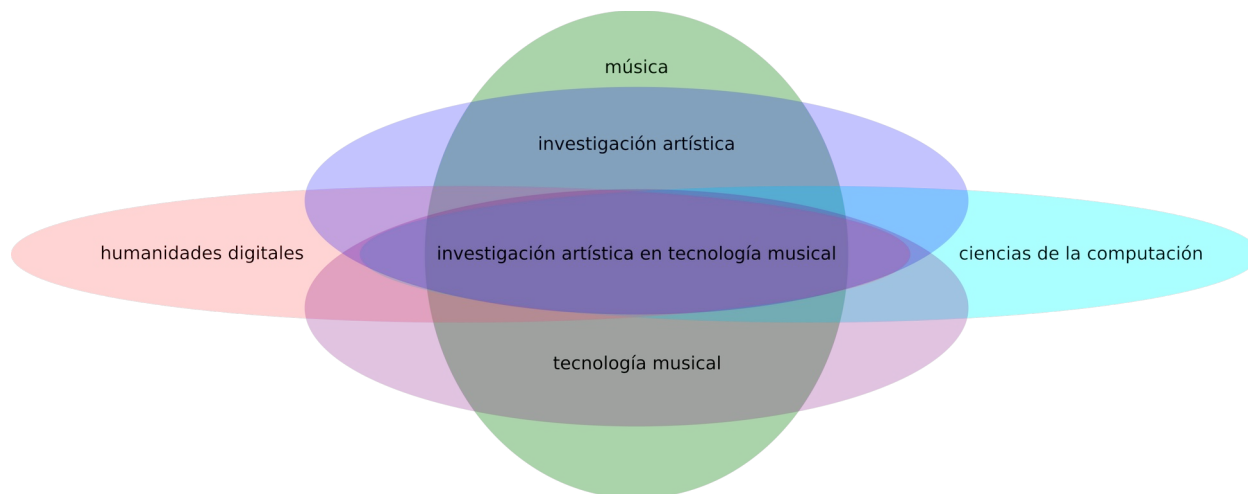 música
investigación artística
humanidades digitales
investigación artística en tecnología musical
ciencias de la computación
tecnología musical